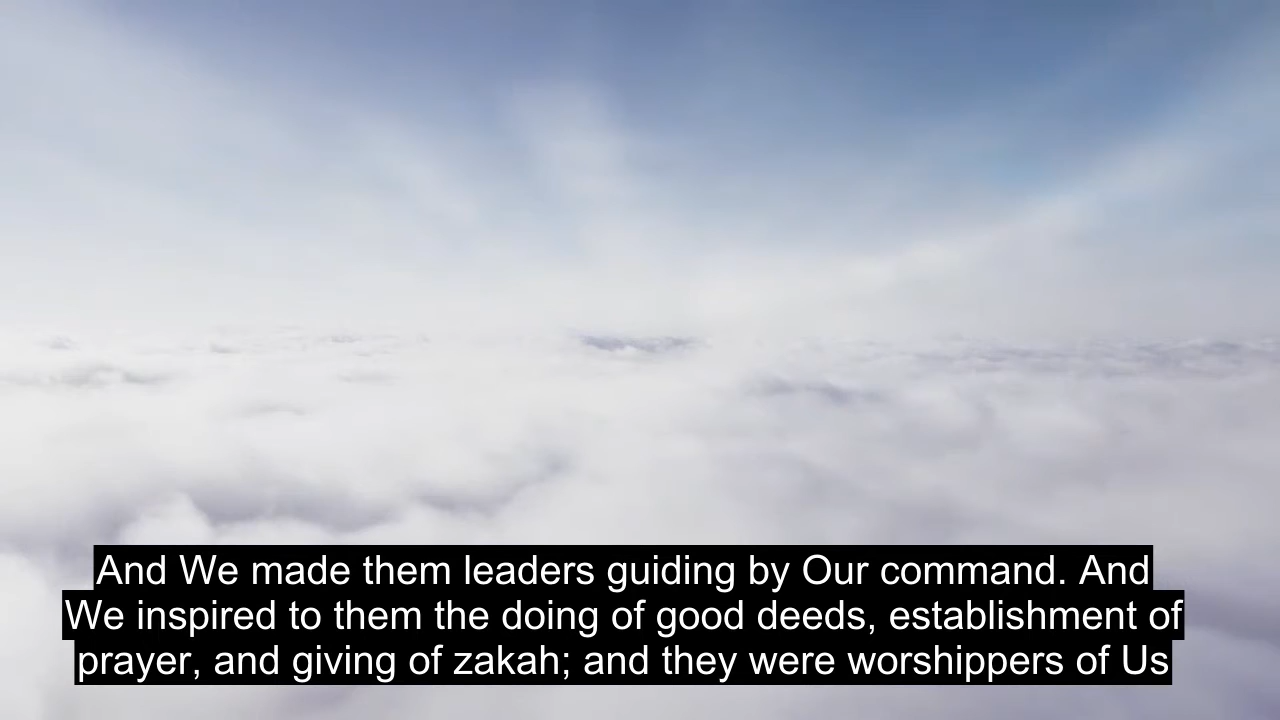 And We made them leaders guiding by Our command. And
We inspired to them the doing of good deeds, establishment of
prayer, and giving of zakah; and they were worshippers of Us